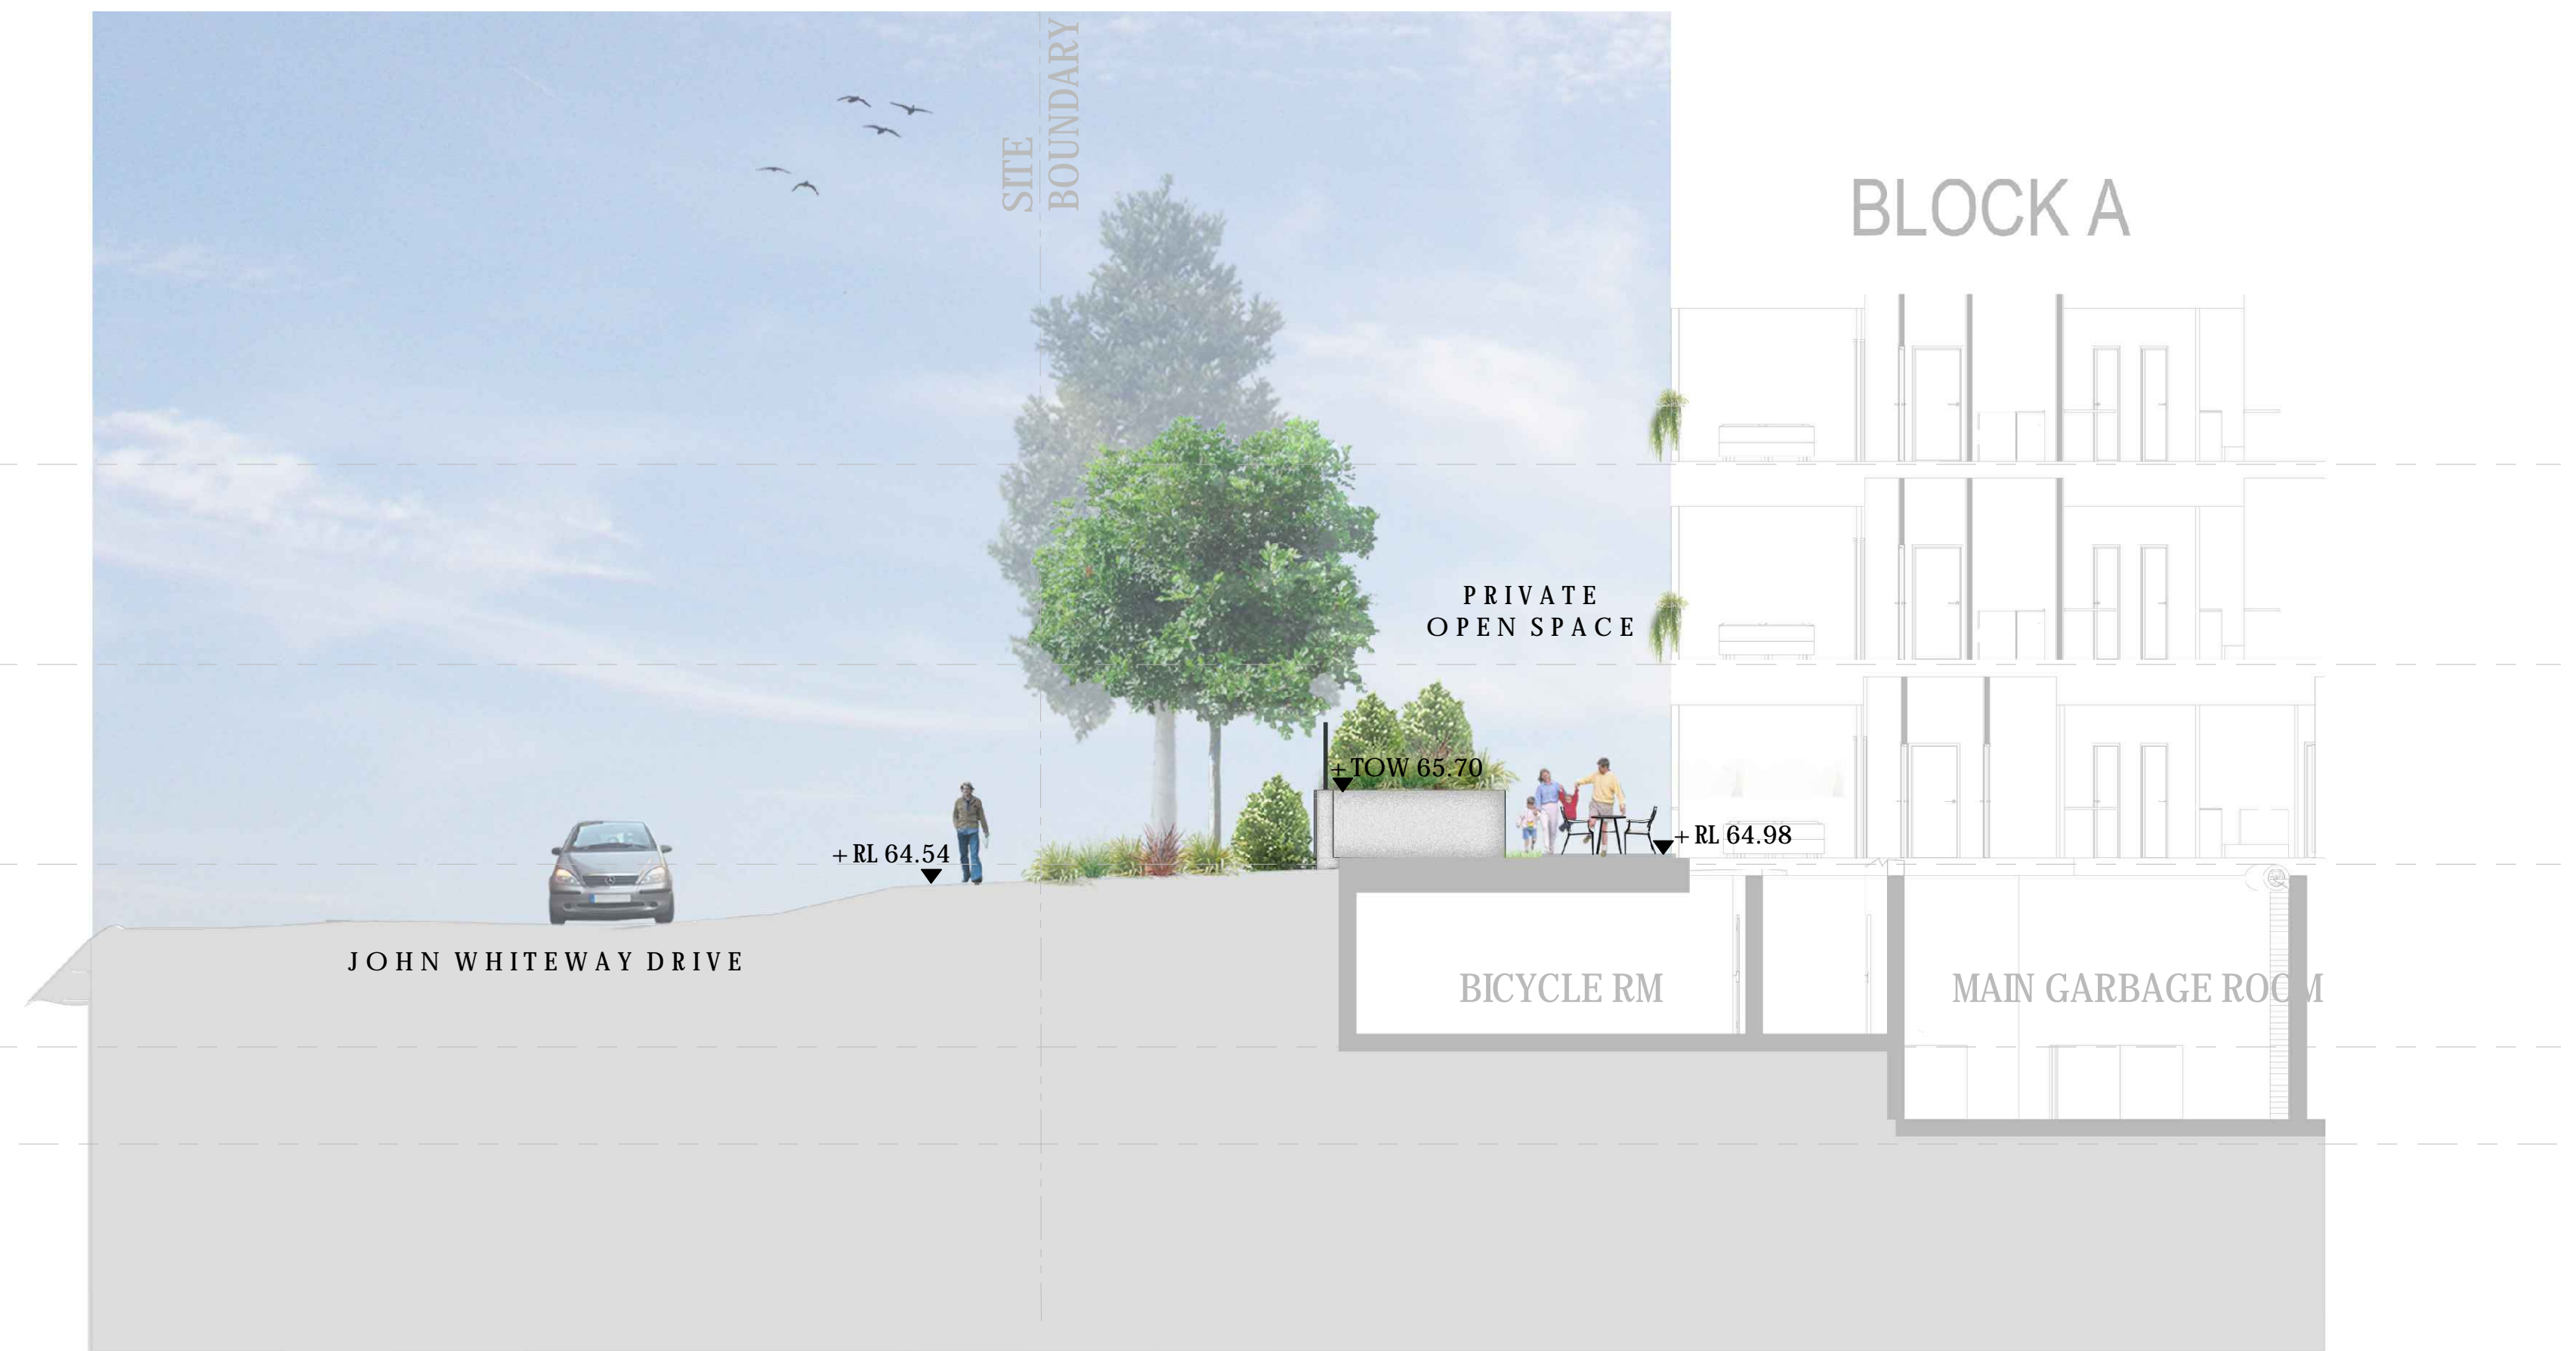 SITE
BOUNDARY
BLOCK A
PRIVATE
OPEN SPACE
+ TOW 65.70
+ RL 64.98
+ RL 64.54
JOHN WHITEWAY DRIVE
BICYCLE RM
MAIN GARBAGE ROOM